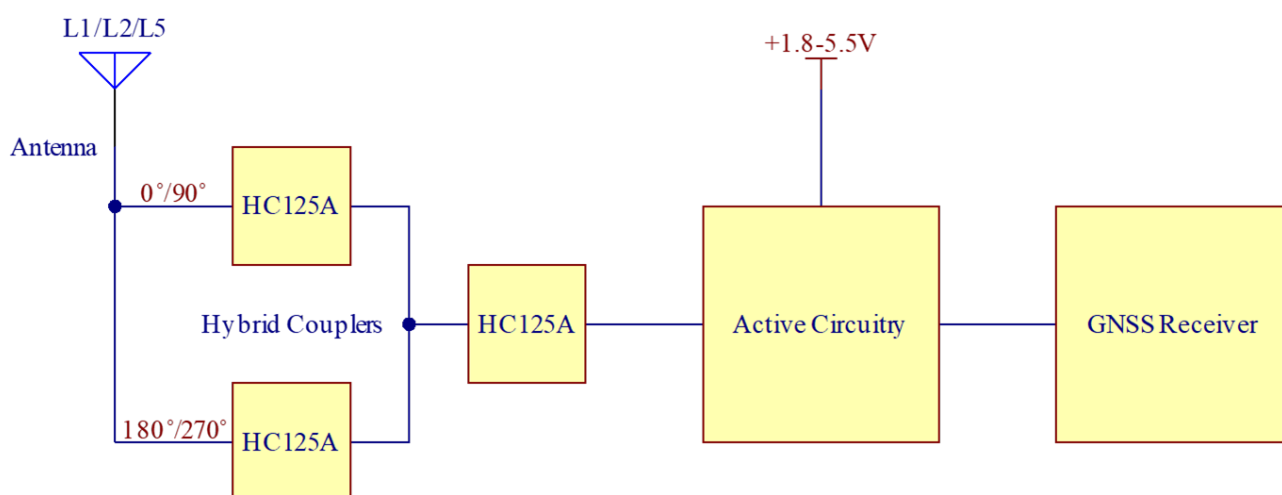 L1/L2/L5
+1.8-5.5V
Antenna
0°/90°
HC125A
Hybrid Couplers
HC125A
Active Circuitry
GNSS Receiver
180°/270°
HC125A